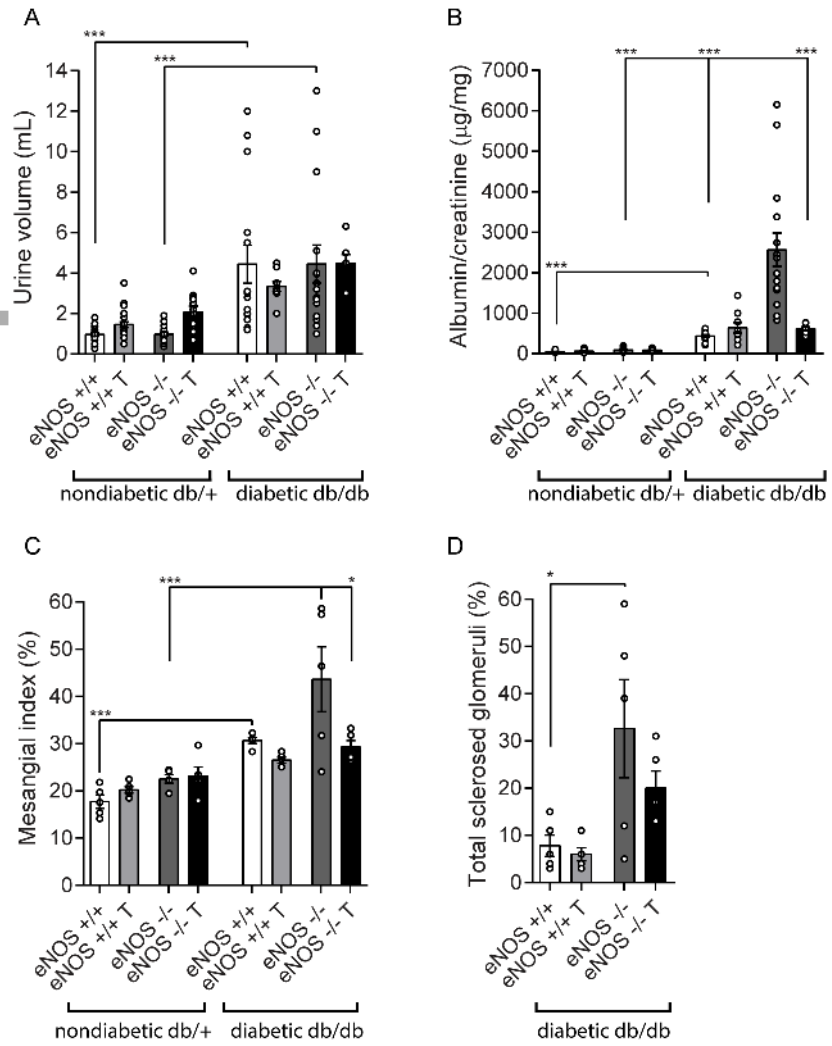 A
***
***
Urine volume (mL)
14
12
10
8
6
4
2
0
eNOS +/+
eNOS +/+ T
eNOS -/-
eNOS -/- T
eNOS +/+
eNOS +/+ T
eNOS -/-
eNOS -/- T
nondiabetic db/+
diabetic db/db
B
***
***
***
***
Albumin/creatinine (µg/mg)
7000
6000
5000
4000
3000
2000
1000
0
eNOS +/+
eNOS +/+ T
eNOS -/-
eNOS -/- T
eNOS +/+
eNOS +/+ T
eNOS -/-
eNOS -/- T
nondiabetic db/+
diabetic db/db
C
***
*
***
Mesangial index (%)
60
50
40
30
20
10
0
eNOS +/+
eNOS +/+ T
eNOS -/-
eNOS -/- T
eNOS +/+
eNOS +/+ T
eNOS -/-
eNOS -/- T
nondiabetic db/+
diabetic db/db
D
*
Total sclerosed glomeruli (%)
60
50
40
30
20
10
0
eNOS +/+
eNOS +/+ T
eNOS -/-
eNOS -/- T
diabetic db/db